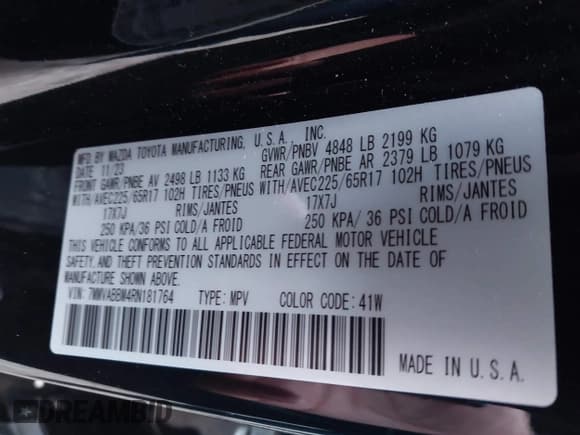 MFD. BY MAZDA TOYOTA MANUFACTURING, U.S.A., INC.
DATE 11/23 GVWR/PNBV 4848 LB 2199 KG
FRONT GAWR/PNBE AV 2498 LB 1133 KG REAR GAWR/PNBE AR 2379 LB 1079 KG
WITH/AVEC225/65R17 102H TIRES/PNEUS WITH/AVEC225/65R17 102H TIRES/PNEUS
17X7J RIMS/JANTES 17X7J RIMS/JANTES
250 KPA/36 PSI COLD/A FROID 250 KPA/ 36 PSI COLD/A FROID
THIS VEHICLE CONFORMS TO ALL APPLICABLE FEDERAL MOTOR VEHICLE
SAFETY, AND THEFT PREVENTION STANDARDS IN EFFECT ON THE DATE OF
MANUFACTURE SHOWN ABOVE.
VIN: 7MMVABBM4RN181764 TYPE: MPV COLOR CODE: 41W
MADE IN U.S.A.
DREAMBID